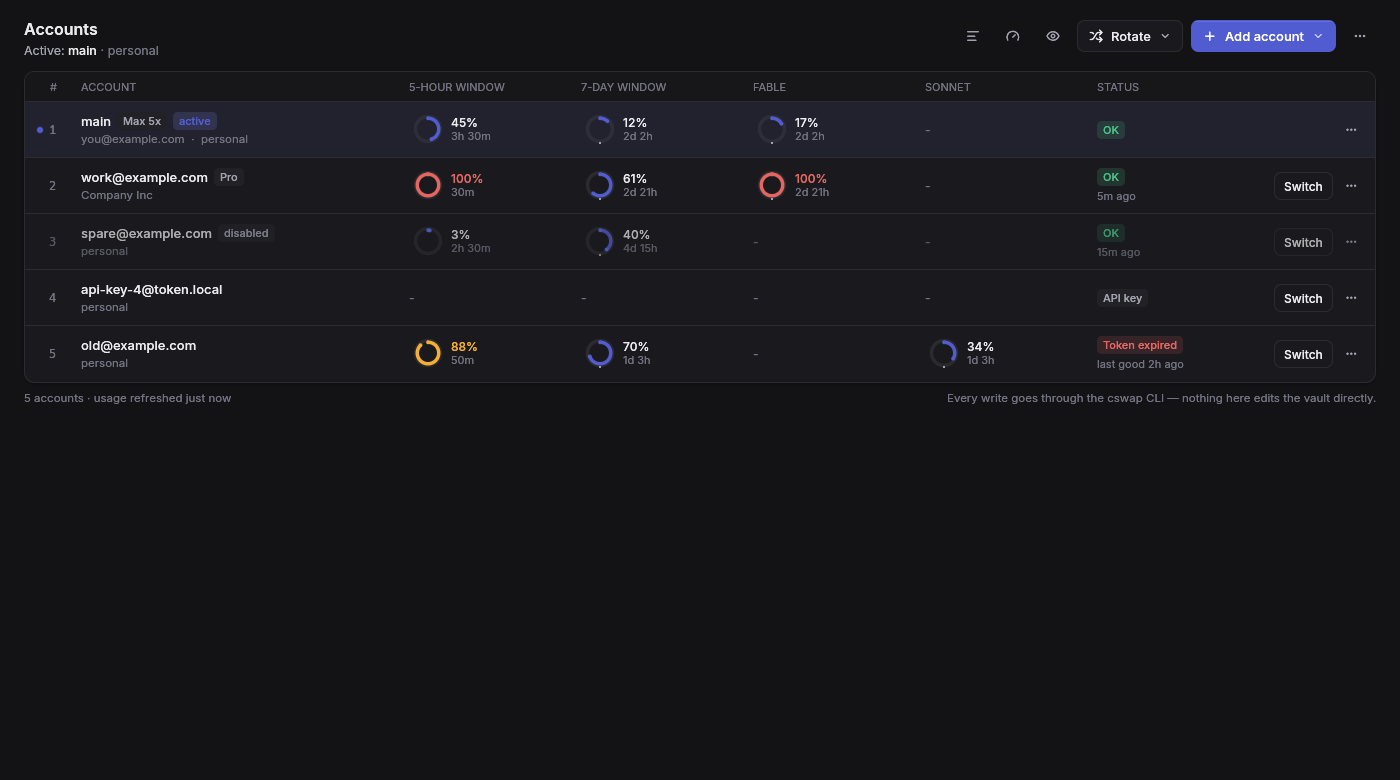 Accounts
Active: main · personal
Rotate
Add account
# ACCOUNT 5-HOUR WINDOW 7-DAY WINDOW FABLE SONNET STATUS
1 main Max 5x active 45% 12% 17% - OK
you@example.com · personal 3h 30m 2d 2h 2d 2h
2 work@example.com Pro 100% 61% 100% - OK Switch
Company Inc 30m 2d 21h 2d 21h 5m ago
3 spare@example.com disabled 3% 40% - - OK Switch
personal 2h 30m 4d 15h 15m ago
4 api-key-4@token.local - - - - API key Switch
personal
5 old@example.com 88% 70% - 34% Token expired Switch
personal 50m 1d 3h 1d 3h last good 2h ago
5 accounts · usage refreshed just now
Every write goes through the cswap CLI — nothing here edits the vault directly.